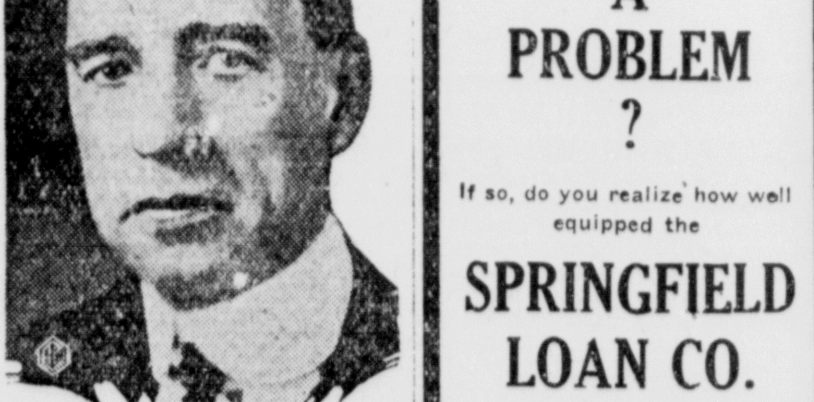 A
PROBLEM
?
If so, do you realize how well
equipped the
SPRINGFIELD
LOAN CO.